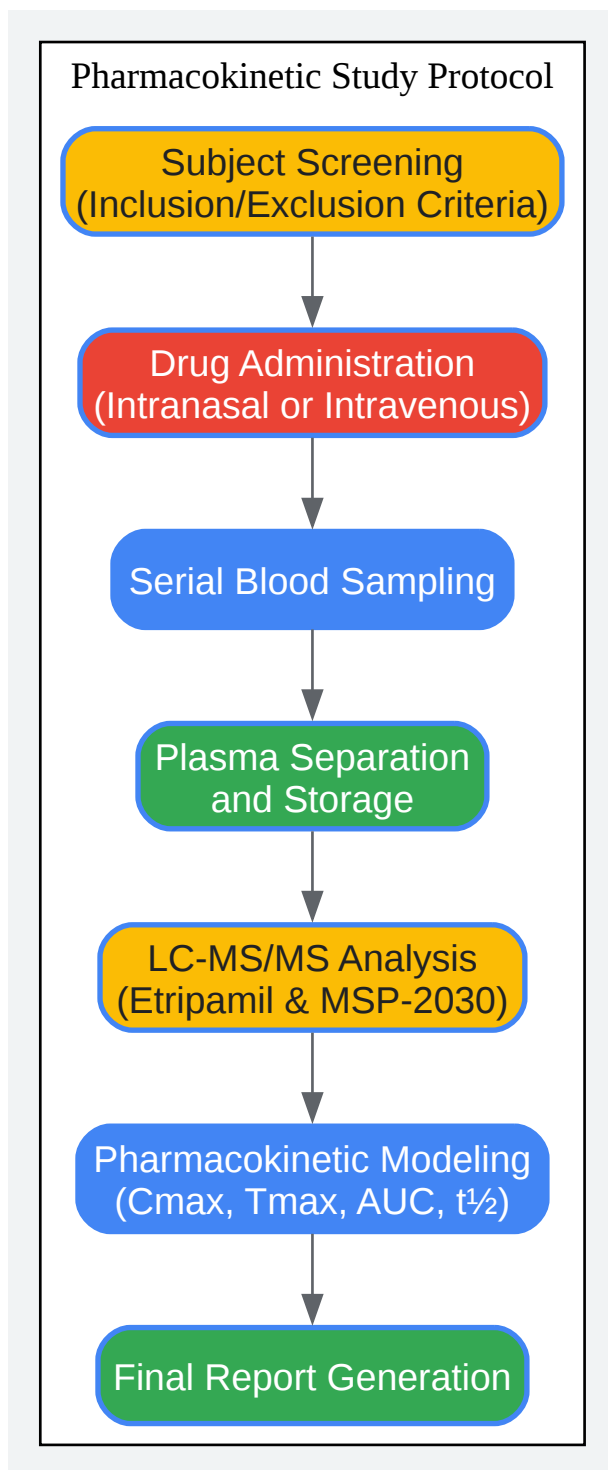 Pharmacokinetic Study Protocol
Subject Screening
(Inclusion/Exclusion Criteria)
Drug Administration
(Intranasal or Intravenous)
Serial Blood Sampling
Plasma Separation
and Storage
LC-MS/MS Analysis
(Etripamil & MSP-2030)
Pharmacokinetic Modeling
(Cmax, Tmax, AUC, t½)
Final Report Generation